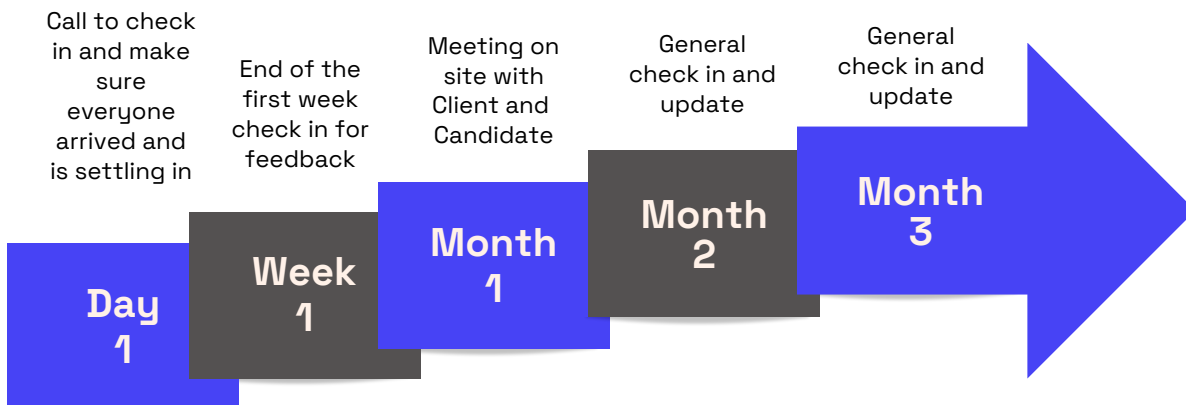 Call to check
in and make
sure
everyone
arrived and
is settling in
Day
1
End of the
first week
check in for
feedback
Week
1
Meeting on
site with
Client and
Candidate
Month
1
General
check in and
update
Month
2
General
check in and
update
Month
3